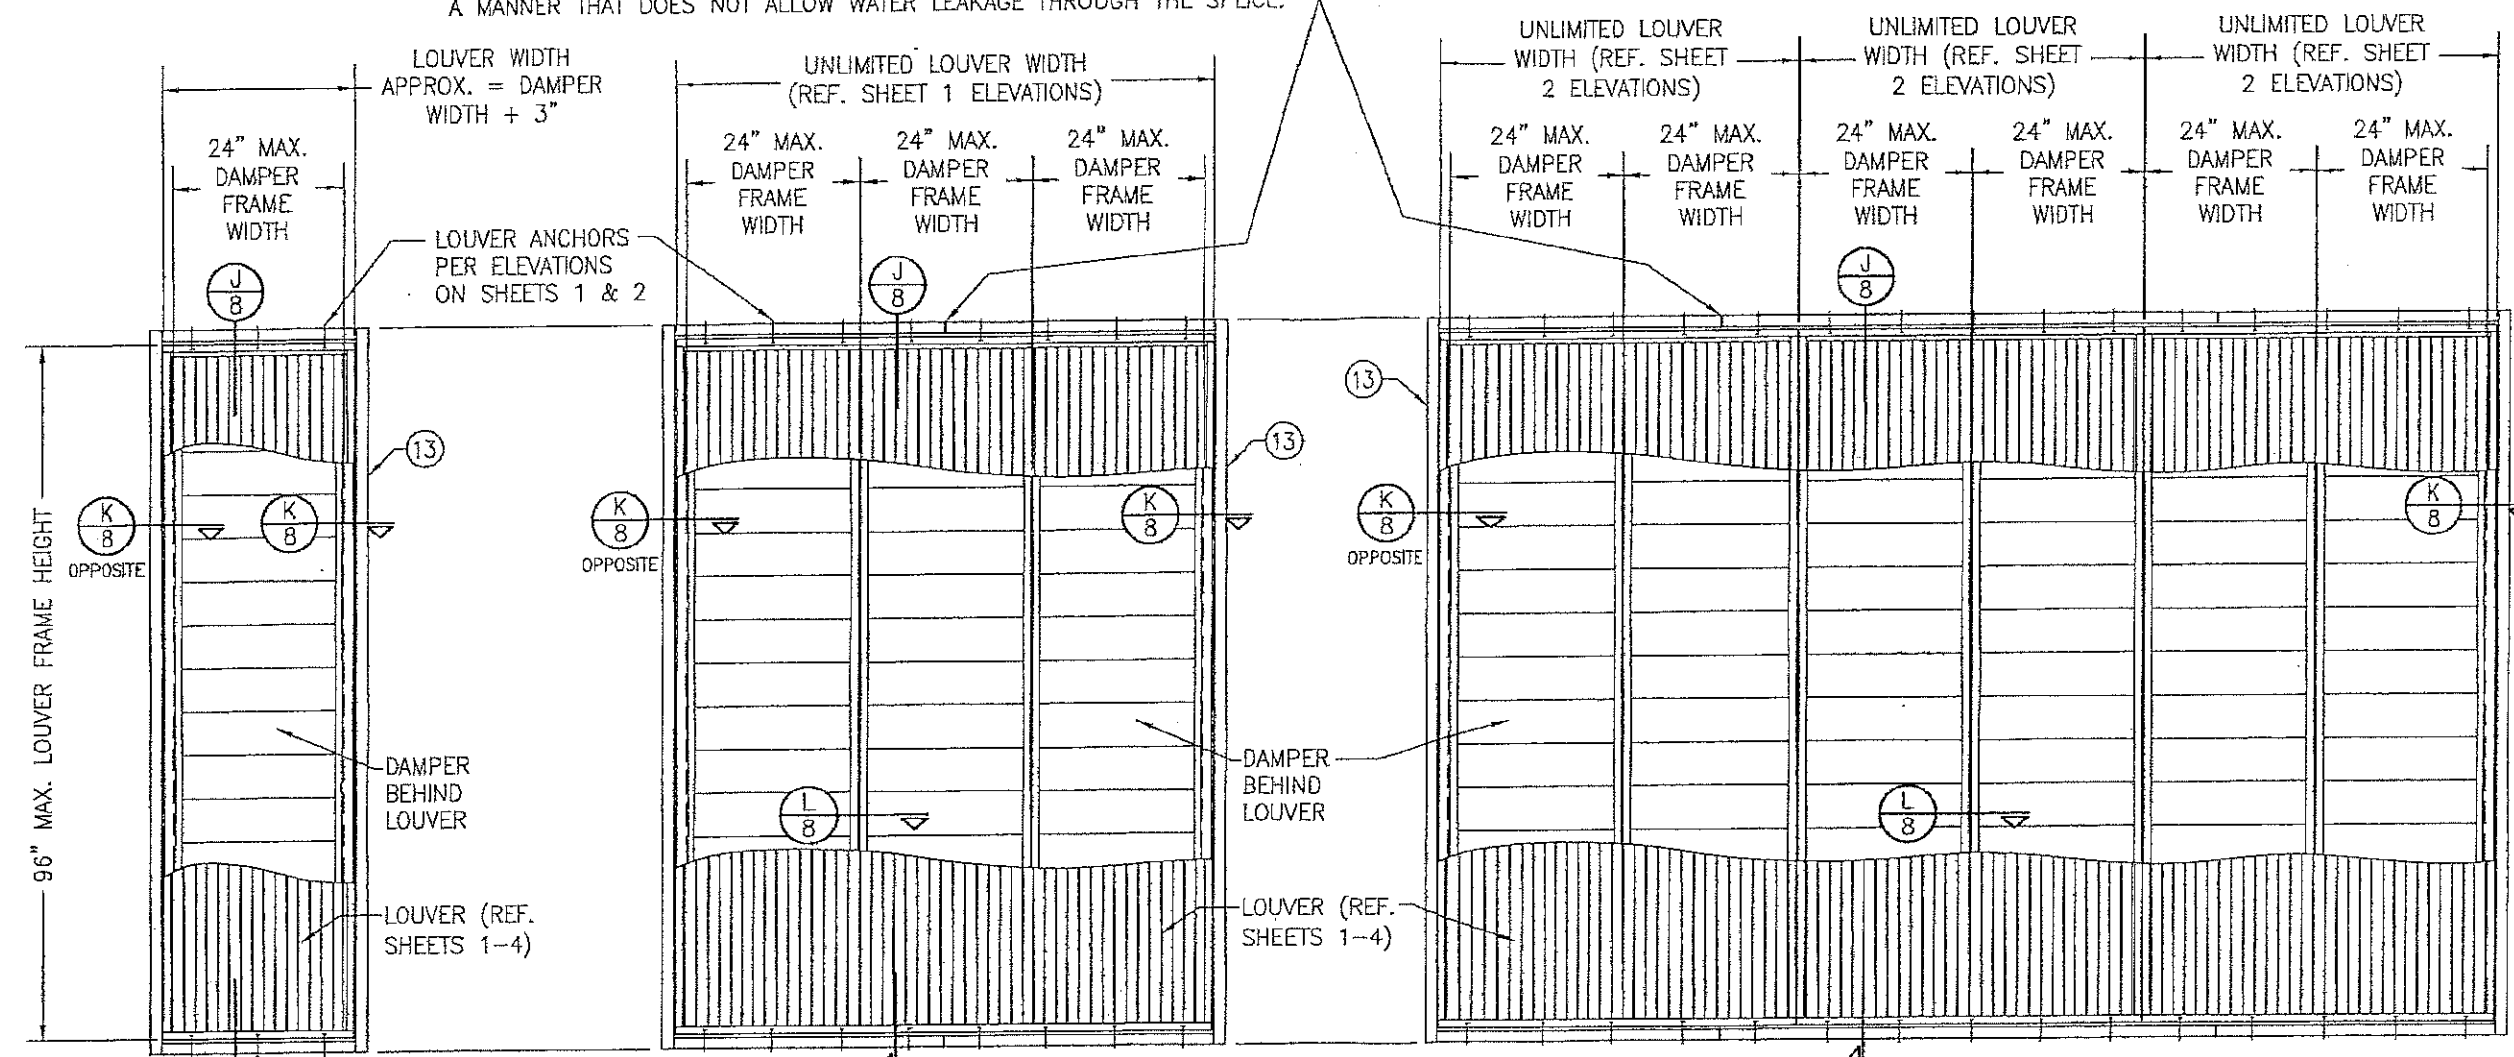 A MANNER THAT DOES NOT ALLOW WATER LEAKAGE THROUGH THE SPLICE.
LOUVER WIDTH
APPROX. = DAMPER
WIDTH + 3"
UNLIMITED LOUVER WIDTH
(REF. SHEET 1 ELEVATIONS)
UNLIMITED LOUVER
WIDTH (REF. SHEET
2 ELEVATIONS)
UNLIMITED LOUVER
WIDTH (REF. SHEET
2 ELEVATIONS)
UNLIMITED LOUVER
WIDTH (REF. SHEET
2 ELEVATIONS)
24" MAX.
DAMPER
FRAME
WIDTH
24" MAX.
DAMPER
FRAME
WIDTH
24" MAX.
DAMPER
FRAME
WIDTH
24" MAX.
DAMPER
FRAME
WIDTH
24" MAX.
DAMPER
FRAME
WIDTH
24" MAX.
DAMPER
FRAME
WIDTH
24" MAX.
DAMPER
FRAME
WIDTH
24" MAX.
DAMPER
FRAME
WIDTH
24" MAX.
DAMPER
FRAME
WIDTH
24" MAX.
DAMPER
FRAME
WIDTH
LOUVER ANCHORS
PER ELEVATIONS
ON SHEETS 1 & 2
J
8
J
8
J
8
13
13
13
K
8
OPPOSITE
K
8
K
8
OPPOSITE
K
8
K
8
OPPOSITE
K
8
96" MAX. LOUVER FRAME HEIGHT
DAMPER
BEHIND
LOUVER
DAMPER
BEHIND
LOUVER
L
8
L
8
LOUVER (REF.
SHEETS 1-4)
LOUVER (REF.
SHEETS 1-4)